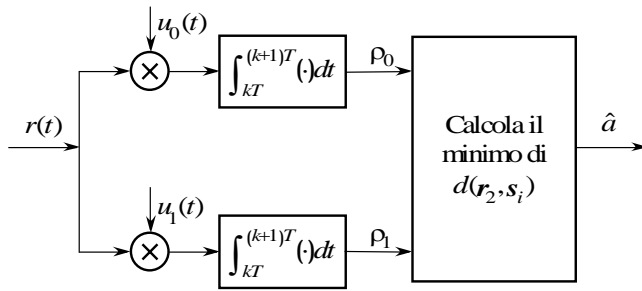 u₀(t)
∫_{kT}^{(k+1)T}(·)dt
ρ₀
r(t)
Calcola il
minimo di
d(r₂,sᵢ)
â
u₁(t)
∫_{kT}^{(k+1)T}(·)dt
ρ₁